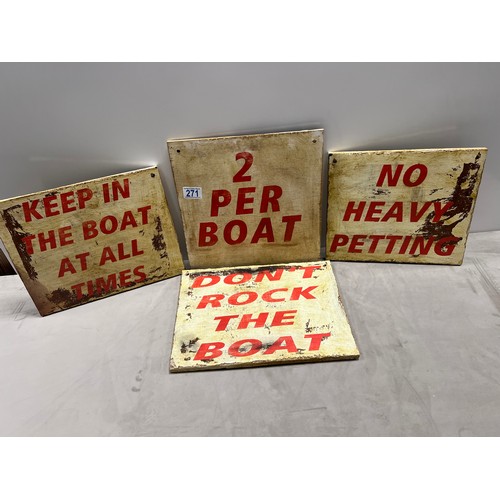 KEEP IN
THE BOAT
AT ALL
TIMES
271
2
PER
BOAT
NO
HEAVY
PETTING
DON'T
ROCK
THE
BOAT